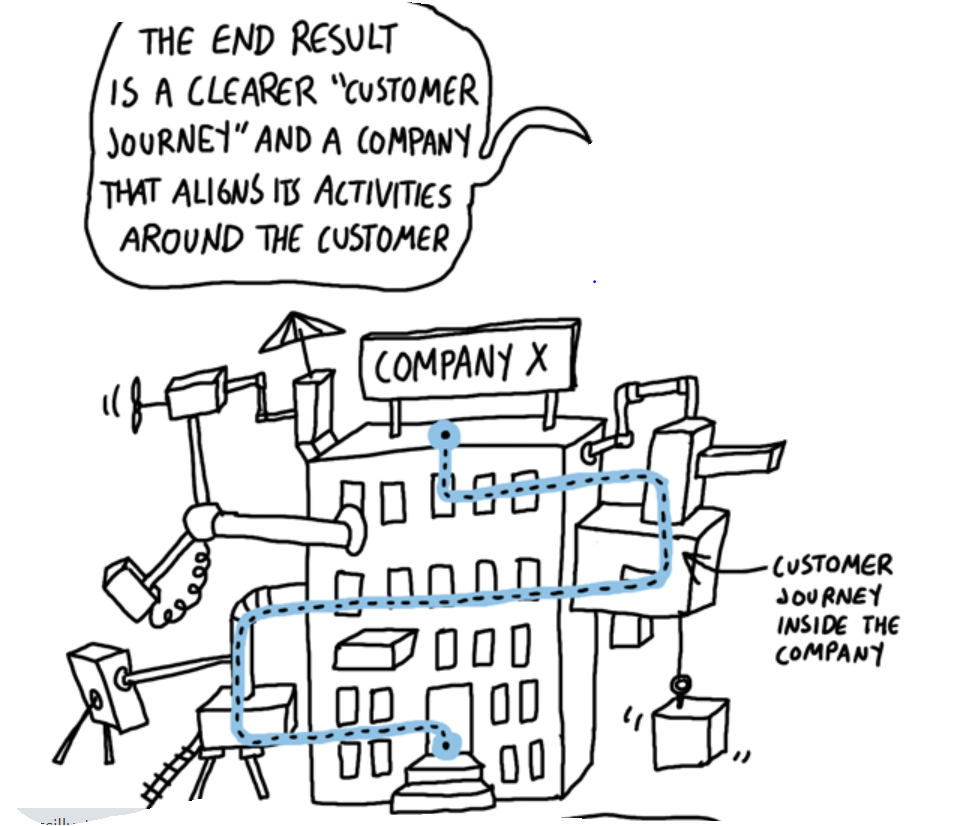 THE END RESULT
IS A CLEARER "CUSTOMER
JOURNEY" AND A COMPANY
THAT ALIGNS ITS ACTIVITIES
AROUND THE CUSTOMER
COMPANY X
CUSTOMER
JOURNEY
INSIDE THE
COMPANY